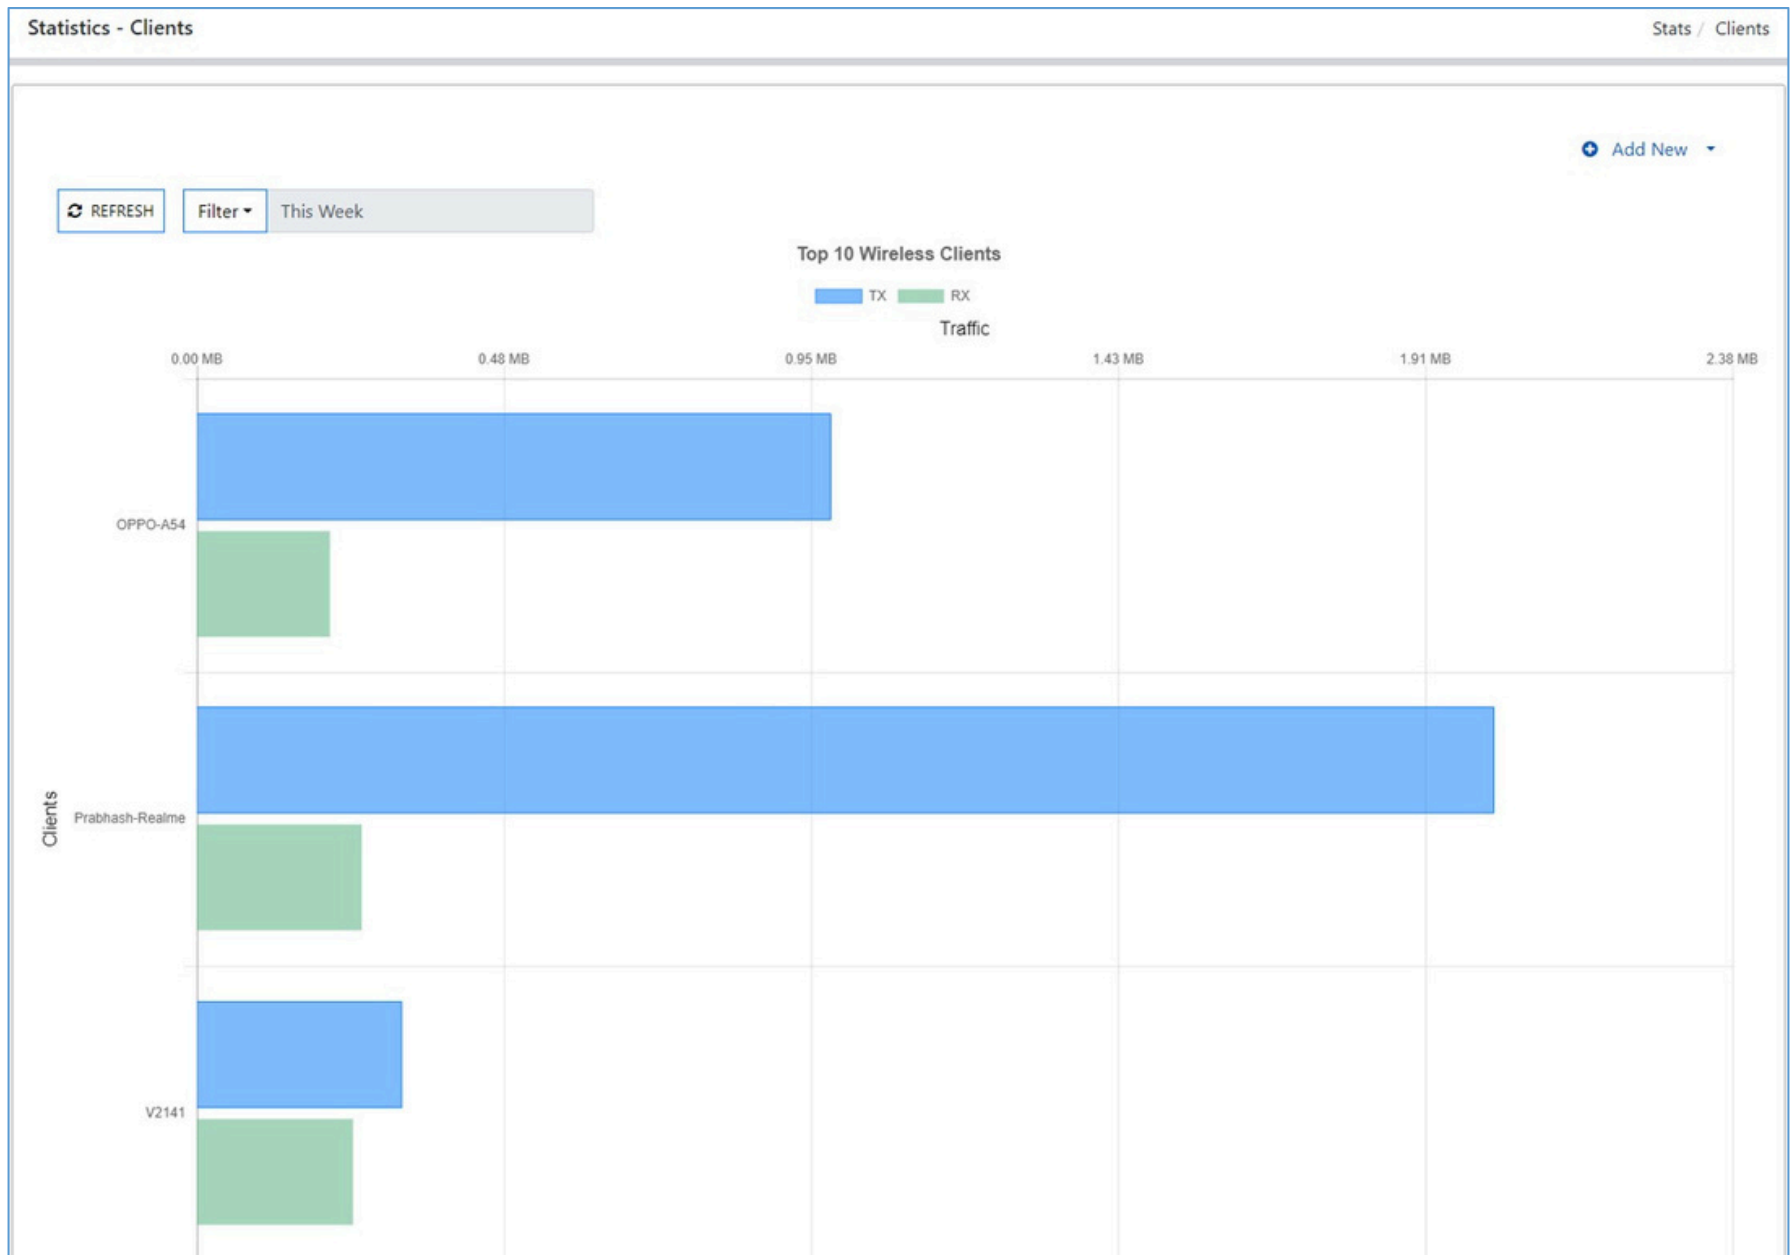 Statistics - Clients
Stats / Clients
Add New
REFRESH
Filter
This Week
Top 10 Wireless Clients
TX RX
Traffic
0.00 MB 0.48 MB 0.95 MB 1.43 MB 1.91 MB 2.38 MB
OPPO-A54
Clients
Prabhash-Realme
V2141